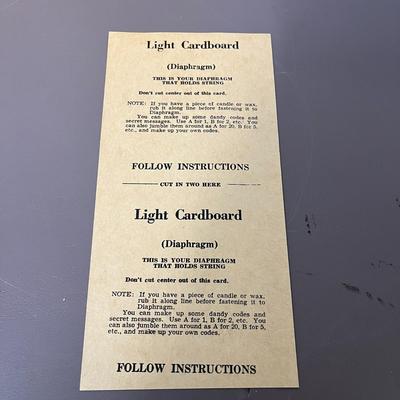 Light Cardboard
(Diaphragm)
THIS IS YOUR DIAPHRAGM
THAT HOLDS STRING
Don't cut center out of this card.
NOTE: If you have a piece of candle or wax,
rub it along line before fastening it to
Diaphragm.
You can make up some dandy codes and
secret messages. Use A for 1, B for 2, etc. You
can also jumble them around as A for 20, B for 5,
etc., and make up your own codes.
FOLLOW INSTRUCTIONS
CUT IN TWO HERE
Light Cardboard
(Diaphragm)
THIS IS YOUR DIAPHRAGM
THAT HOLDS STRING
Don't cut center out of this card.
NOTE: If you have a piece of candle or wax,
rub it along line before fastening it to
Diaphragm.
You can make up some dandy codes and
secret messages. Use A for 1, B for 2, etc. You
can also jumble them around as A for 20, B for 5,
etc., and make up your own codes.
FOLLOW INSTRUCTIONS